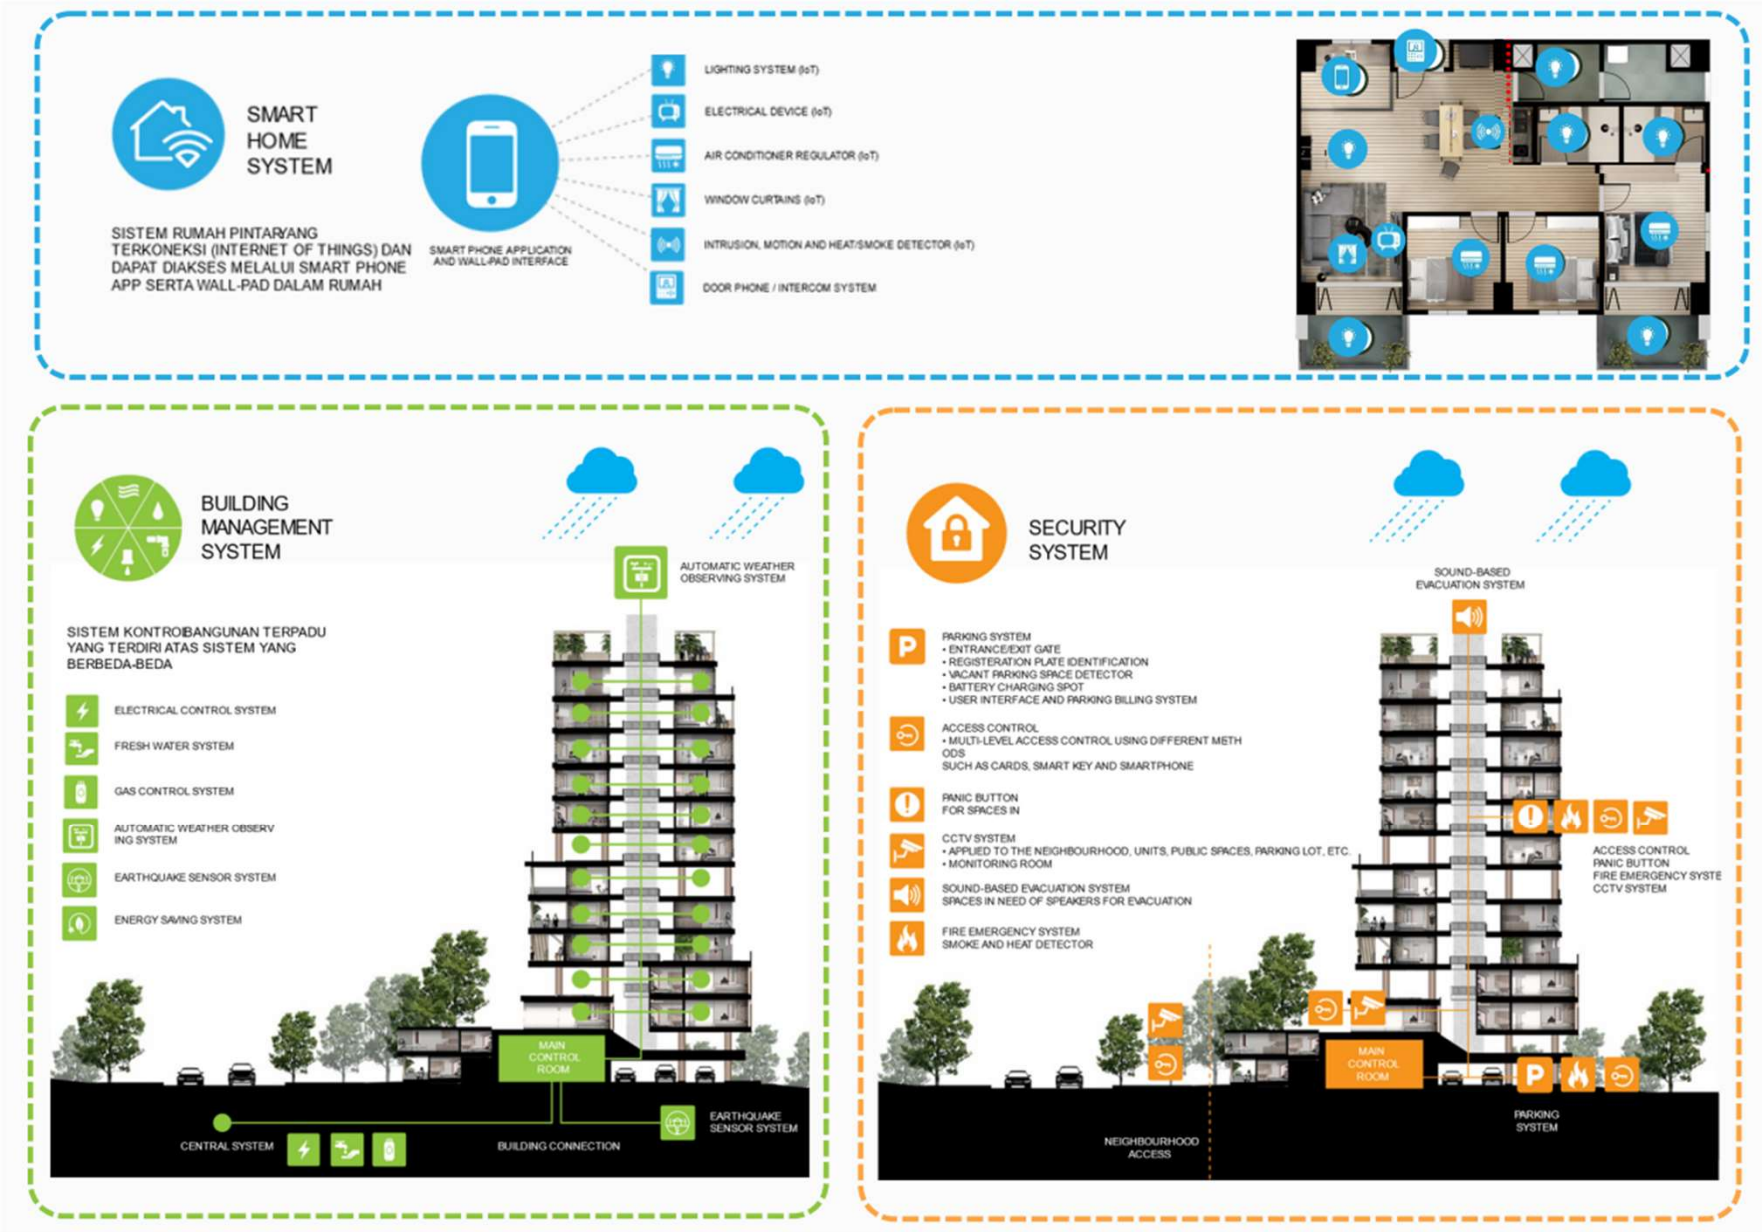 SMART
HOME
SYSTEM
SISTEM RUMAH PINTARYANG
TERKONEKSI (INTERNET OF THINGS) DAN
DAPAT DIAKSES MELALUI SMART PHONE
APP SERTA WALL-PAD DALAM RUMAH
SMART PHONE APPLICATION
AND WALL-PAD INTERFACE
LIGHTING SYSTEM (IoT)
ELECTRICAL DEVICE (IoT)
AIR CONDITIONER REGULATOR (IoT)
WINDOW CURTAINS (IoT)
INTRUSION, MOTION AND HEAT/SMOKE DETECTOR (IoT)
DOOR PHONE / INTERCOM SYSTEM
BUILDING
MANAGEMENT
SYSTEM
AUTOMATIC WEATHER
OBSERVING SYSTEM
SISTEM KONTROLBANGUNAN TERPADU
YANG TERDIRI ATAS SISTEM YANG
BERBEDA-BEDA
ELECTRICAL CONTROL SYSTEM
FRESH WATER SYSTEM
GAS CONTROL SYSTEM
AUTOMATIC WEATHER OBSERV
ING SYSTEM
EARTHQUAKE SENSOR SYSTEM
ENERGY SAVING SYSTEM
MAIN
CONTROL
ROOM
CENTRAL SYSTEM
BUILDING CONNECTION
EARTHQUAKE
SENSOR SYSTEM
SECURITY
SYSTEM
SOUND-BASED
EVACUATION SYSTEM
P
PARKING SYSTEM
• ENTRANCE/EXIT GATE
• REGISTERATION PLATE IDENTIFICATION
• VACANT PARKING SPACE DETECTOR
• BATTERY CHARGING SPOT
• USER INTERFACE AND PARKING BILLING SYSTEM
ACCESS CONTROL
• MULTI-LEVEL ACCESS CONTROL USING DIFFERENT METH
ODS
SUCH AS CARDS, SMART KEY AND SMARTPHONE
PANIC BUTTON
FOR SPACES IN
CCTV SYSTEM
• APPLIED TO THE NEIGHBOURHOOD, UNITS, PUBLIC SPACES, PARKING LOT, ETC.
• MONITORING ROOM
SOUND-BASED EVACUATION SYSTEM
SPACES IN NEED OF SPEAKERS FOR EVACUATION
FIRE EMERGENCY SYSTEM
SMOKE AND HEAT DETECTOR
ACCESS CONTROL
PANIC BUTTON
FIRE EMERGENCY SYSTE
CCTV SYSTEM
MAIN
CONTROL
ROOM
P
PARKING
SYSTEM
NEIGHBOURHOOD
ACCESS